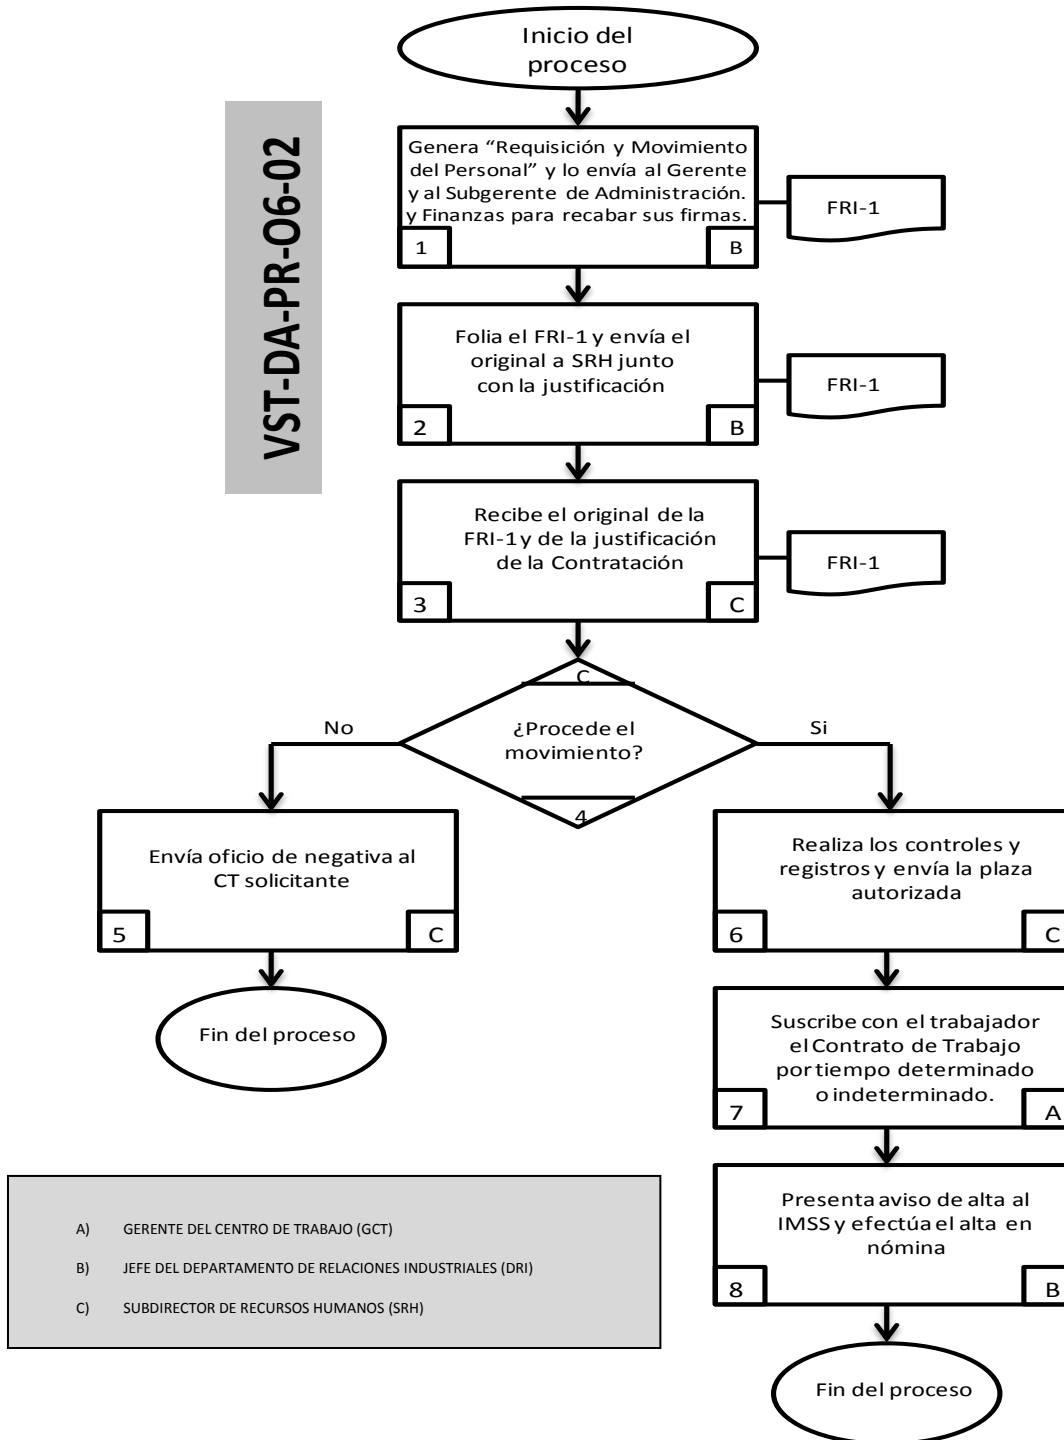 Inicio del
proceso
VST-DA-PR-O6-02
Genera “Requisición y Movimiento
del Personal” y lo envía al Gerente
y al Subgerente de Administración.
y Finanzas para recabar sus firmas.
1
B
FRI-1
Folia el FRI-1 y envía el
original a SRH junto
con la justificación
2
B
FRI-1
Recibe el original de la
FRI-1 y de la justificación
de la Contratación
3
C
FRI-1
C
¿Procede el
movimiento?
4
No
Si
Envía oficio de negativa al
CT solicitante
5
C
Fin del proceso
Realiza los controles y
registros y envía la plaza
autorizada
6
C
Suscribe con el trabajador
el Contrato de Trabajo
por tiempo determinado
o indeterminado.
7
A
Presenta aviso de alta al
IMSS y efectúa el alta en
nómina
8
B
Fin del proceso
A) GERENTE DEL CENTRO DE TRABAJO (GCT)
B) JEFE DEL DEPARTAMENTO DE RELACIONES INDUSTRIALES (DRI)
C) SUBDIRECTOR DE RECURSOS HUMANOS (SRH)